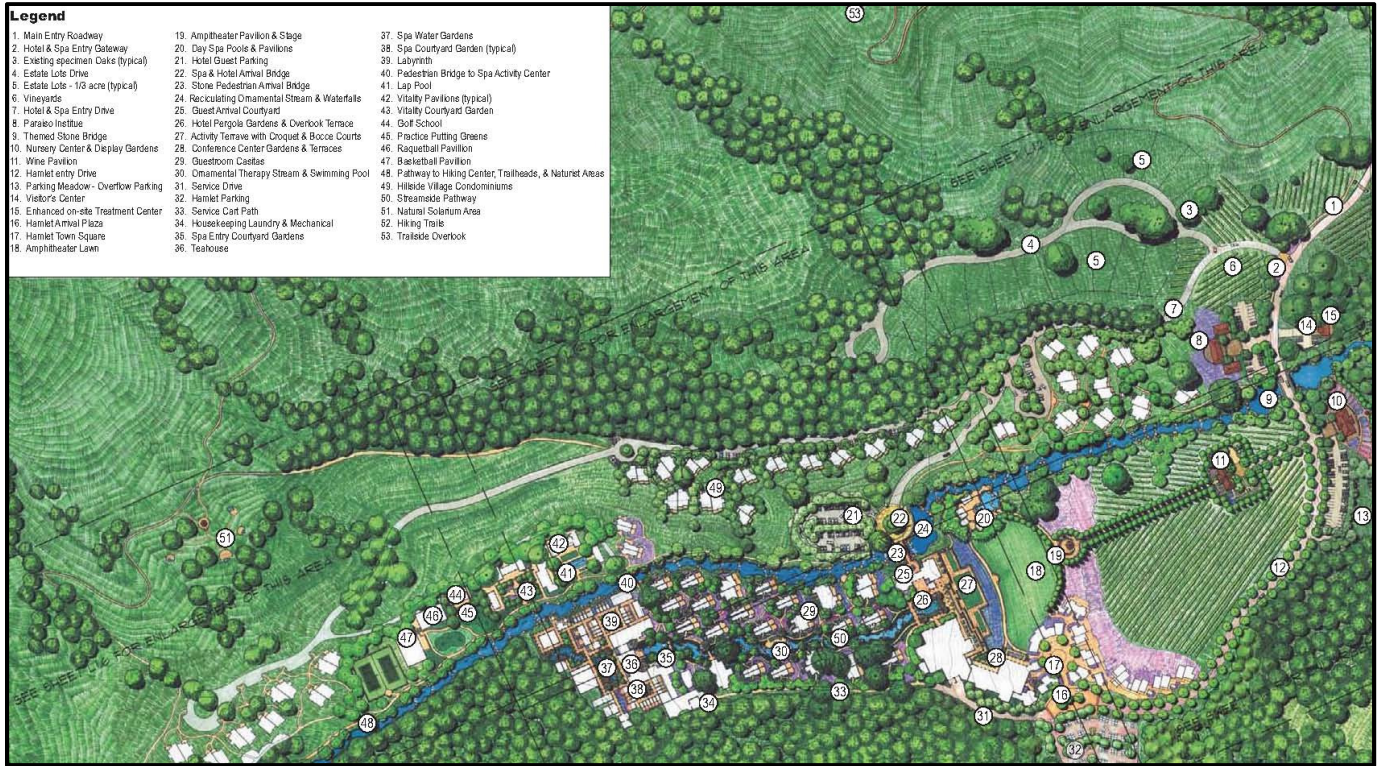 Legend
1. Main Entry Roadway
2. Hotel & Spa Entry Gateway
3. Existing specimen Oaks (typical)
4. Estate Lots Drive
5. Estate Lots - 1/3 acre (typical)
6. Vineyards
7. Hotel & Spa Entry Drive
8. Paraiso Institue
9. Themed Stone Bridge
10. Nursery Center & Display Gardens
11. Wine Pavilion
12. Hamlet entry Drive
13. Parking Meadow - Overflow Parking
14. Visitor's Center
15. Enhanced on-site Treatment Center
16. Hamlet Arrival Plaza
17. Hamlet Town Square
18. Amphitheater Lawn
19. Ampitheater Pavilion & Stage
20. Day Spa Pools & Pavilions
21. Hotel Guest Parking
22. Spa & Hotel Arrival Bridge
23. Stone Pedestrian Arrival Bridge
24. Reciculating Ornamental Stream & Waterfalls
25. Guest Arrival Courtyard
26. Hotel Pergola Gardens & Overlook Terrace
27. Activity Terrave with Croquet & Bocce Courts
28. Conference Center Gardens & Terraces
29. Guestroom Casitas
30. Ornamental Therapy Stream & Swimming Pool
31. Service Drive
32. Hamlet Parking
33. Service Cart Path
34. Housekeeping Laundry & Mechanical
35. Spa Entry Courtyard Gardens
36. Teahouse
37. Spa Water Gardens
38. Spa Courtyard Garden (typical)
39. Labyrinth
40. Pedestrian Bridge to Spa Activity Center
41. Lap Pool
42. Vitality Pavilions (typical)
43. Vitality Courtyard Garden
44. Golf School
45. Practice Putting Greens
46. Raquetball Pavillion
47. Basketball Pavillion
48. Pathway to Hiking Center, Trailheads, & Naturist Areas
49. Hillside Village Condominiums
50. Streamside Pathway
51. Natural Solarium Area
52. Hiking Trails
53. Trailside Overlook
53
5
3
1
4
5
6
2
7
14
15
8
9
10
11
49
21
22
24
20
13
51
42
41
23
19
18
12
40
25
27
43
44
45
46
39
29
26
47
50
37
36
35
30
28
17
38
34
33
16
31
48
32